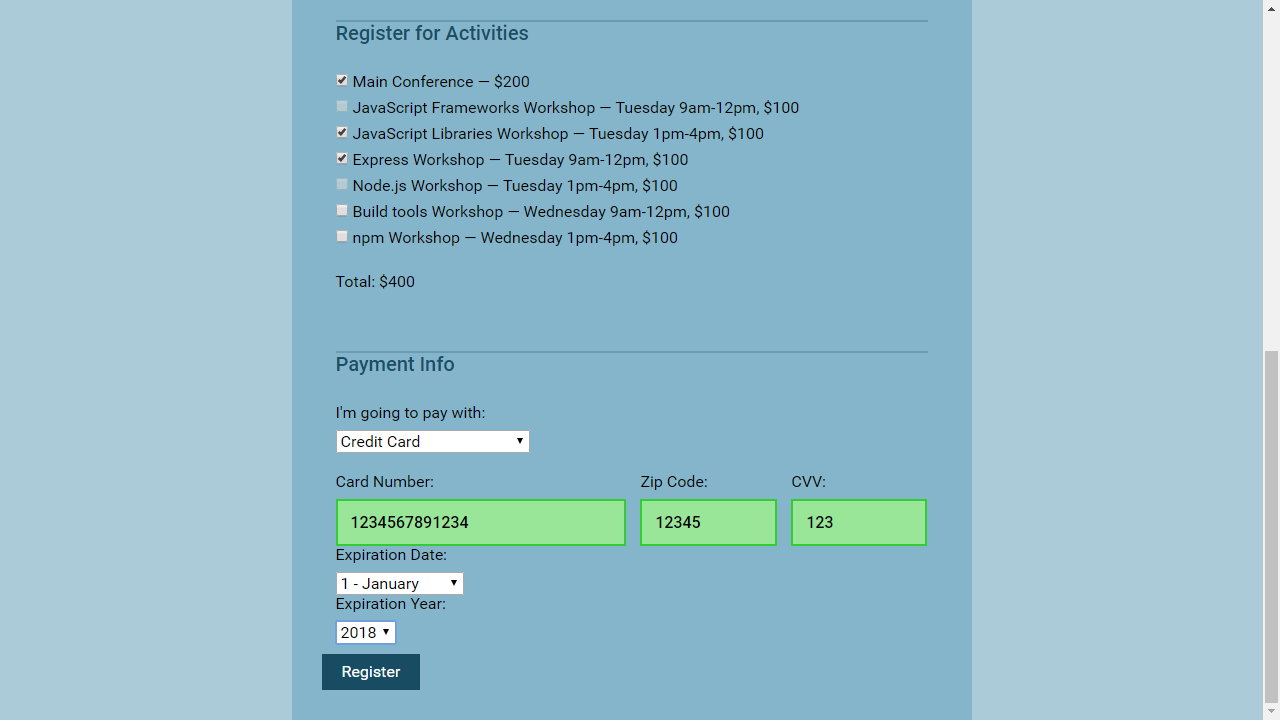 Register for Activities
Main Conference — $200
JavaScript Frameworks Workshop — Tuesday 9am-12pm, $100
JavaScript Libraries Workshop — Tuesday 1pm-4pm, $100
Express Workshop — Tuesday 9am-12pm, $100
Node.js Workshop — Tuesday 1pm-4pm, $100
Build tools Workshop — Wednesday 9am-12pm, $100
npm Workshop — Wednesday 1pm-4pm, $100
Total: $400
Payment Info
I'm going to pay with:
Credit Card
Card Number: Zip Code: CVV:
1234567891234 12345 123
Expiration Date:
1 - January
Expiration Year:
2018
Register